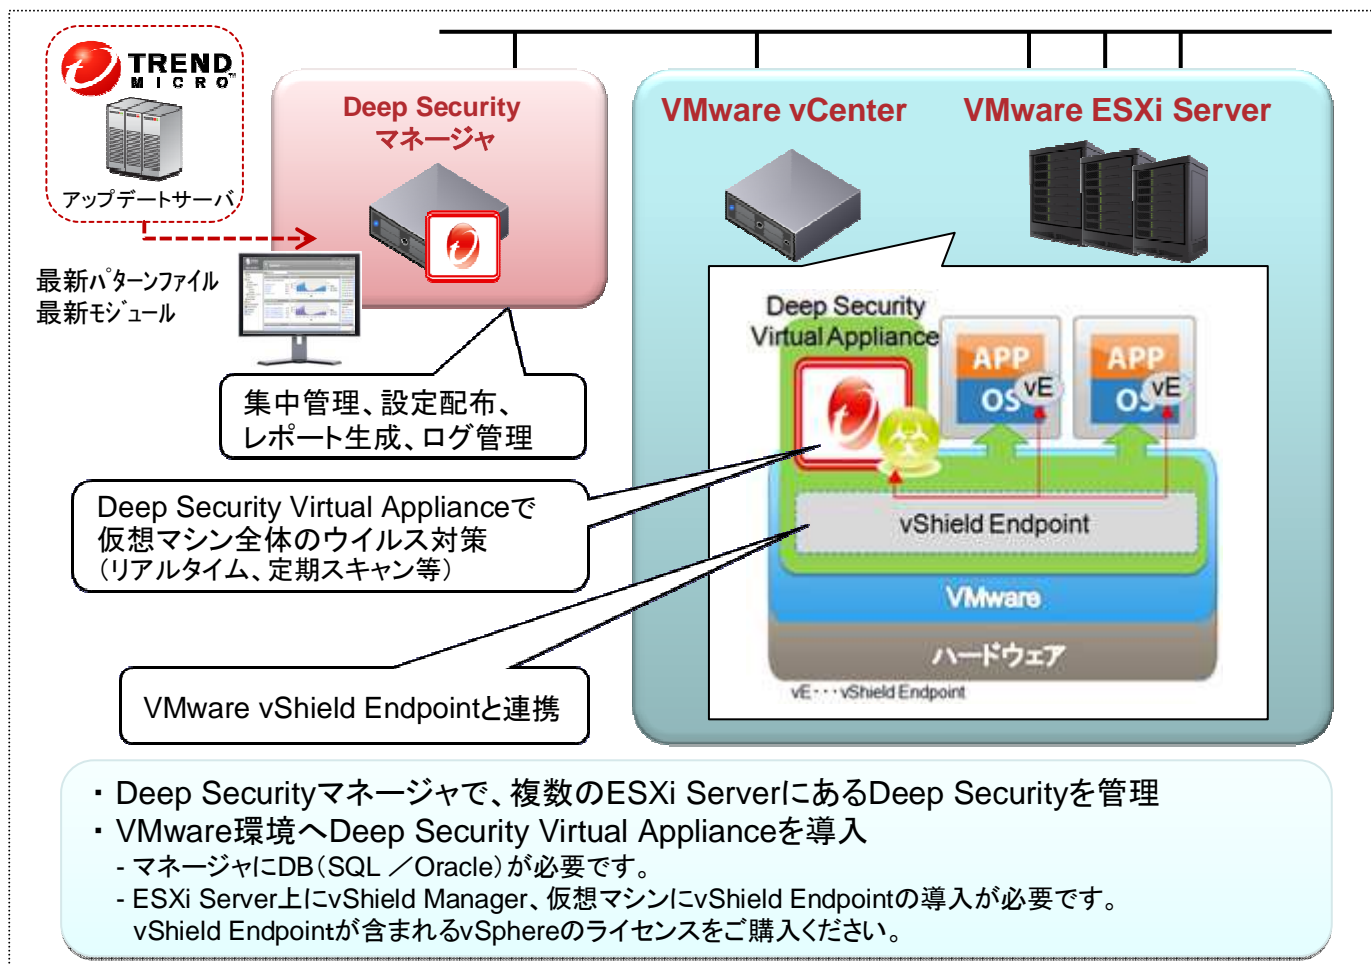 TREND
MICRO™
アップデートサーバ
最新パターンファイル
最新モジュール
Deep Security
マネージャ
集中管理、設定配布、
レポート生成、ログ管理
Deep Security Virtual Applianceで
仮想マシン全体のウイルス対策
（リアルタイム、定期スキャン等）
VMware vShield Endpointと連携
VMware vCenter
VMware ESXi Server
Deep Security
Virtual Appliance
APP
OS
vE
APP
OS
vE
vShield Endpoint
VMware
ハードウェア
vE・・・vShield Endpoint
・ Deep Securityマネージャで、複数のESXi ServerにあるDeep Securityを管理
・ VMware環境へDeep Security Virtual Applianceを導入
- マネージャにDB（SQL ／Oracle）が必要です。
- ESXi Server上にvShield Manager、仮想マシンにvShield Endpointの導入が必要です。
vShield Endpointが含まれるvSphereのライセンスをご購入ください。